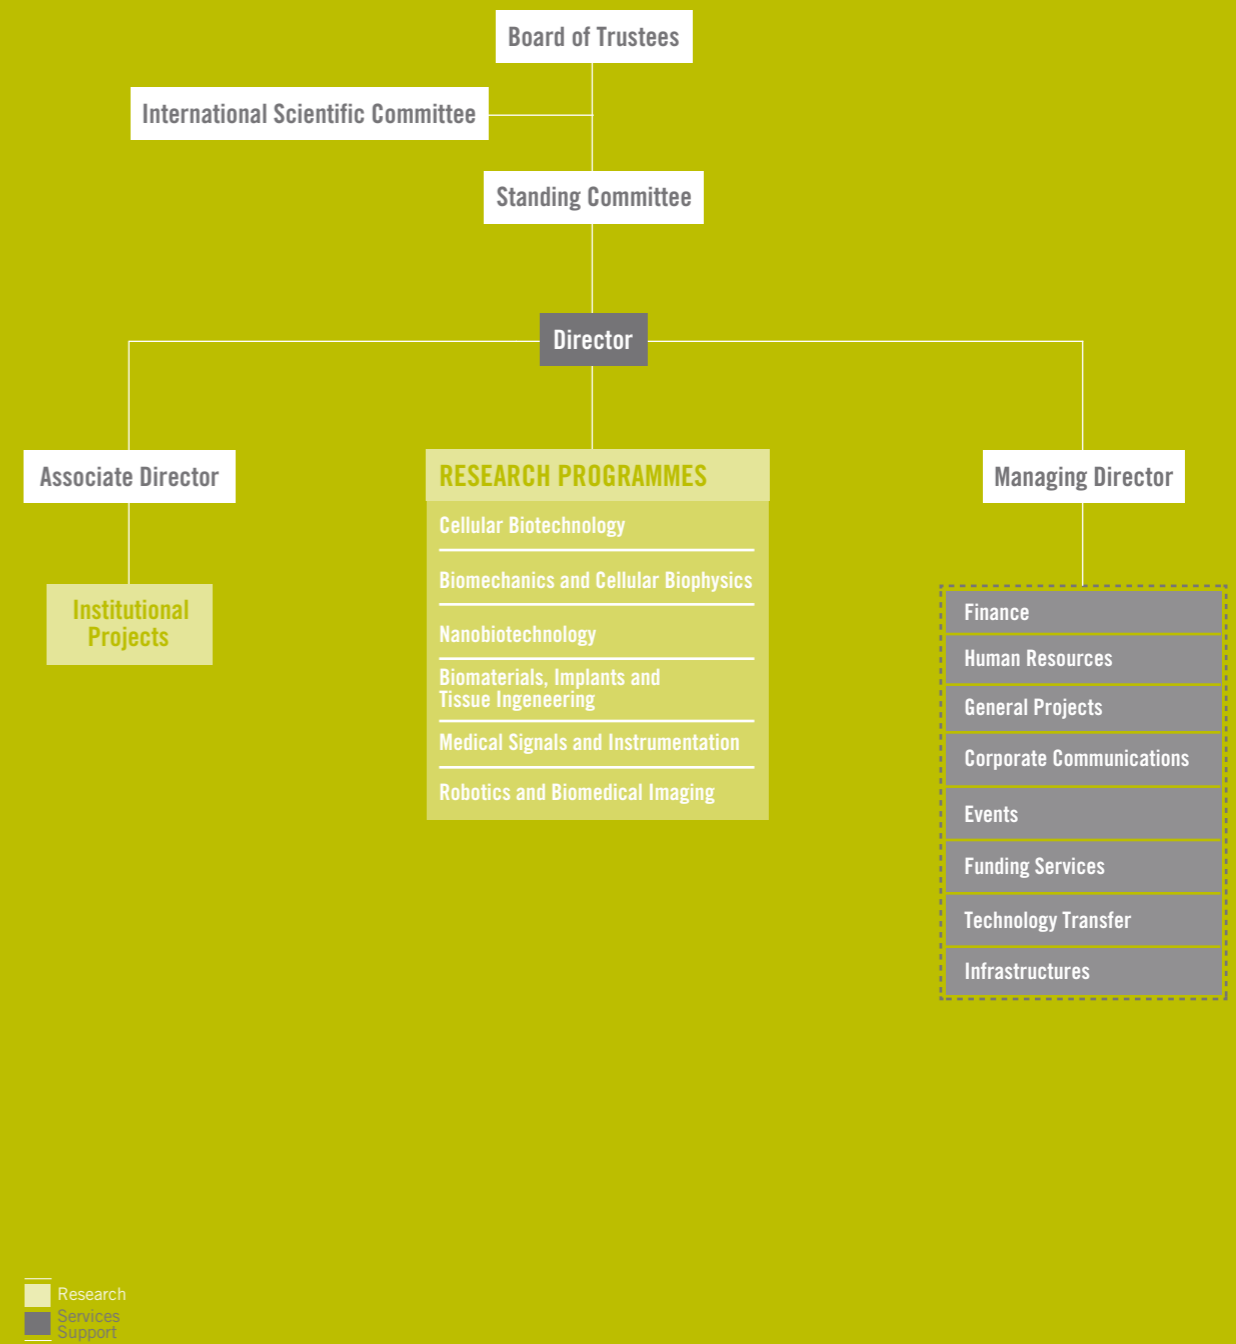 Board of Trustees
International Scientific Committee
Standing Committee
Director
Associate Director
RESEARCH PROGRAMMES
Managing Director
Institutional
Projects
Cellular Biotechnology
Biomechanics and Cellular Biophysics
Nanobiotechnology
Biomaterials, Implants and
Tissue Ingeneering
Medical Signals and Instrumentation
Robotics and Biomedical Imaging
Finance
Human Resources
General Projects
Corporate Communications
Events
Funding Services
Technology Transfer
Infrastructures
Research
Services
Support